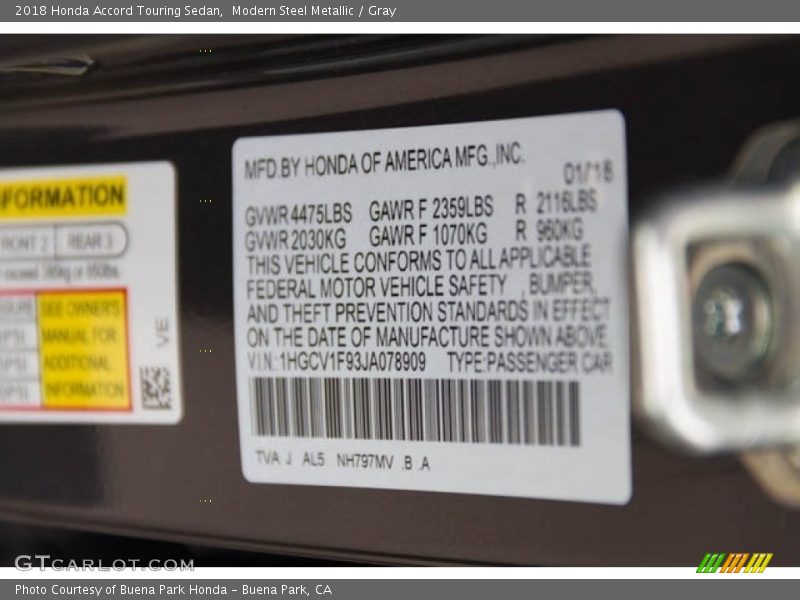 2018 Honda Accord Touring Sedan,  Modern Steel Metallic / Gray
MFD.BY HONDA OF AMERICA MFG.,INC.
01/18
GVWR 4475LBS GAWR F 2359LBS R 2116LBS
GVWR 2030KG GAWR F 1070KG R 960KG
THIS VEHICLE CONFORMS TO ALL APPLICABLE
FEDERAL MOTOR VEHICLE SAFETY , BUMPER,
AND THEFT PREVENTION STANDARDS IN EFFECT
ON THE DATE OF MANUFACTURE SHOWN ABOVE.
V.I.N.:1HGCV1F93JA078909 TYPE:PASSENGER CAR
TVA J AL5 NH797MV .B .A
FORMATION
FRONT 2 REAR 3
SEE OWNER'S
MANUAL FOR
ADDITIONAL
INFORMATION
VE
GTCARLOT.COM
Photo Courtesy of Buena Park Honda – Buena Park, CA